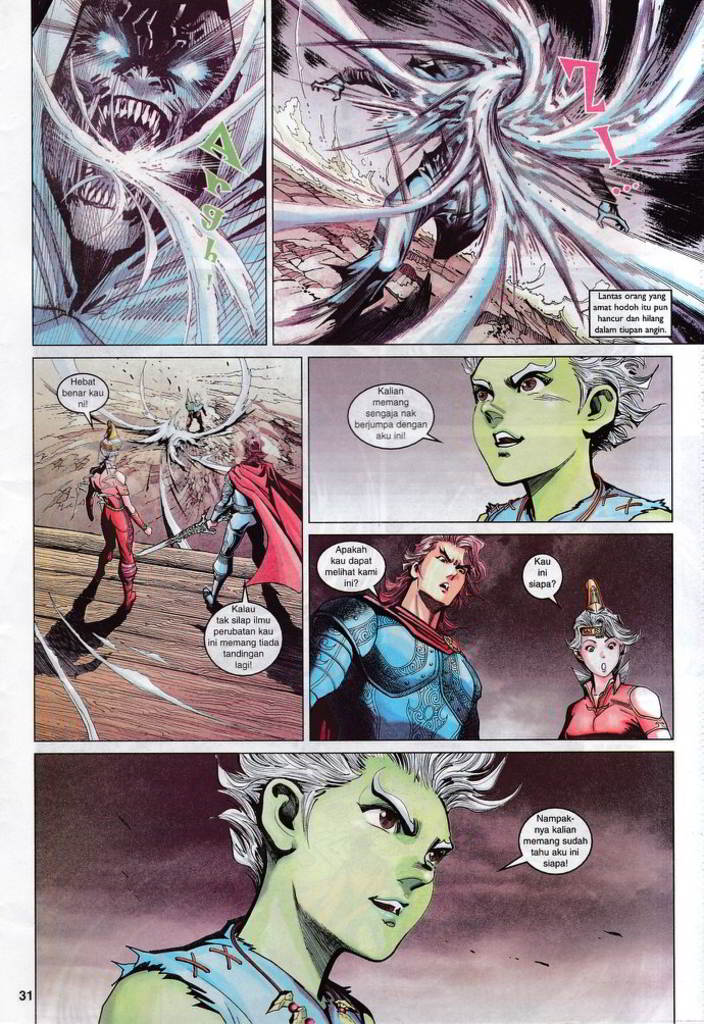 Argh!
ZI...
Lantas orang yang
amat hodoh itu pun
hancur dan hilang
dalam tiupan angin.
Hebat
benar kau
ni!
Kalau
tak silap ilmu
perubatan kau
ini memang tiada
tandingan
lagi!
Kalian
memang
sengaja nak
berjumpa dengan
aku ini!
Apakah
kau dapat
melihat kami
ini?
Kau
ini
siapa?
Nampak-
nya kalian
memang sudah
tahu aku ini
siapa!
31